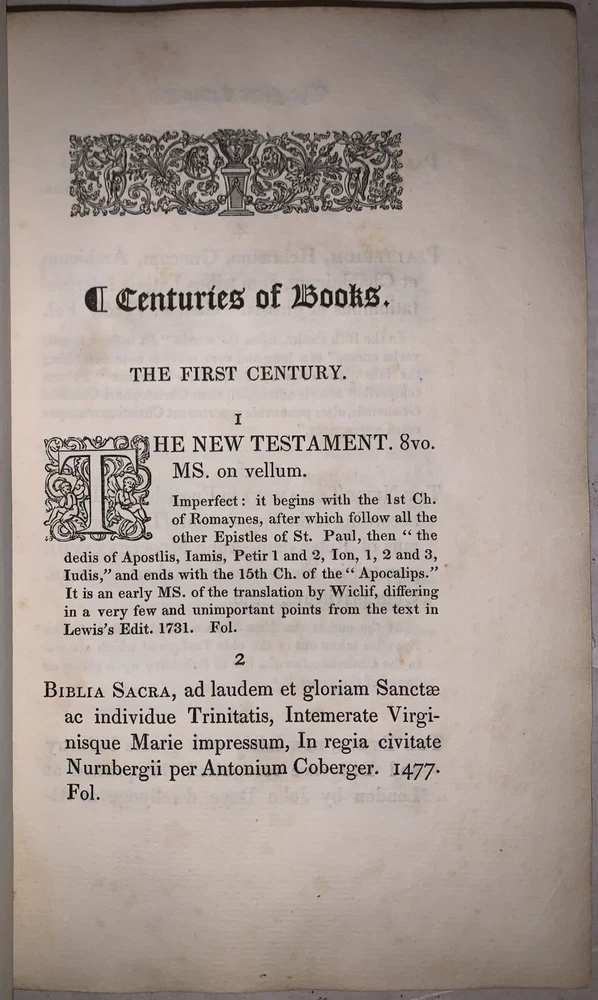 ¶ Centuries of Books.
THE FIRST CENTURY.
I
THE NEW TESTAMENT. 8vo.
MS. on vellum.
Imperfect: it begins with the 1st Ch.
of Romaynes, after which follow all the
other Epistles of St. Paul, then “ the
dedis of Apostlis, Iamis, Petir 1 and 2, Ion, 1, 2 and 3,
Iudis,” and ends with the 15th Ch. of the “ Apocalips.”
It is an early MS. of the translation by Wiclif, differing
in a very few and unimportant points from the text in
Lewis's Edit. 1731. Fol.
2
BIBLIA SACRA, ad laudem et gloriam Sanctæ
ac individue Trinitatis, Intemerate Virgi-
nisque Marie impressum, In regia civitate
Nurnbergii per Antonium Coberger. 1477.
Fol.